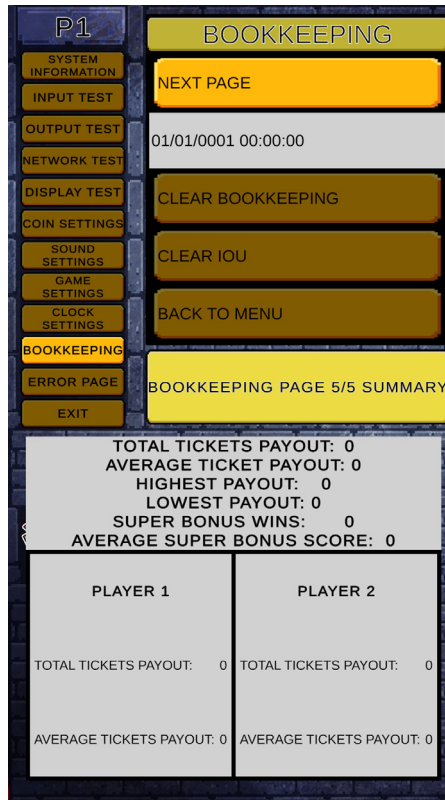 P1
SYSTEM
INFORMATION
INPUT TEST
OUTPUT TEST
NETWORK TEST
DISPLAY TEST
COIN SETTINGS
SOUND
SETTINGS
GAME
SETTINGS
CLOCK
SETTINGS
BOOKKEEPING
ERROR PAGE
EXIT
BOOKKEEPING
NEXT PAGE
01/01/0001 00:00:00
CLEAR BOOKKEEPING
CLEAR IOU
BACK TO MENU
BOOKKEEPING PAGE 5/5 SUMMARY
TOTAL TICKETS PAYOUT: 0
AVERAGE TICKET PAYOUT: 0
HIGHEST PAYOUT: 0
LOWEST PAYOUT: 0
SUPER BONUS WINS: 0
AVERAGE SUPER BONUS SCORE: 0
PLAYER 1
TOTAL TICKETS PAYOUT: 0
AVERAGE TICKETS PAYOUT: 0
PLAYER 2
TOTAL TICKETS PAYOUT: 0
AVERAGE TICKETS PAYOUT: 0